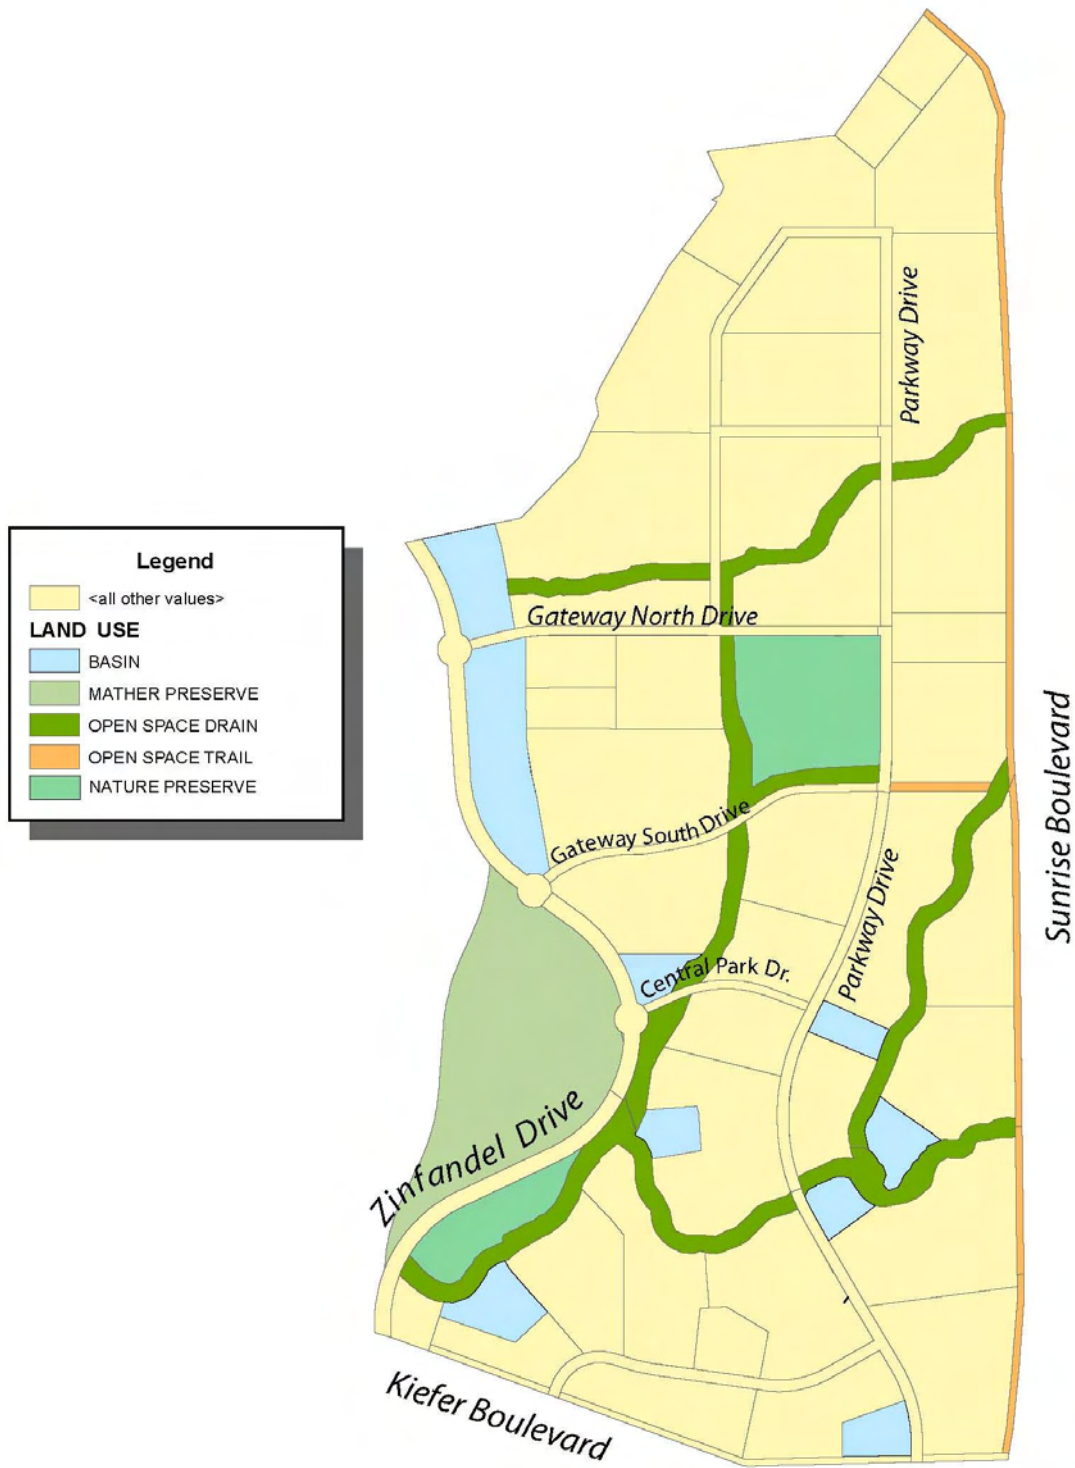 Parkway Drive
Legend
<all other values>
LAND USE
BASIN
MATHER PRESERVE
OPEN SPACE DRAIN
OPEN SPACE TRAIL
NATURE PRESERVE
Gateway North Drive
Sunrise Boulevard
Gateway South Drive
Parkway Drive
Central Park Dr.
Zinfandel Drive
Kiefer Boulevard